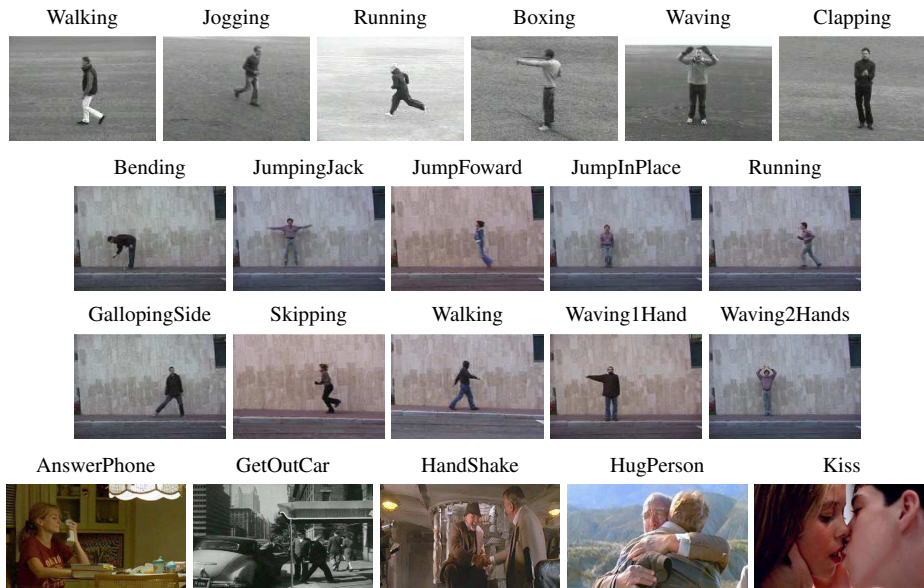 Walking Jogging Running Boxing Waving Clapping
Bending JumpingJack JumpFoward JumpInPlace Running
GallopingSide Skipping Walking Waving1Hand Waving2Hands
AnswerPhone GetOutCar HandShake HugPerson Kiss